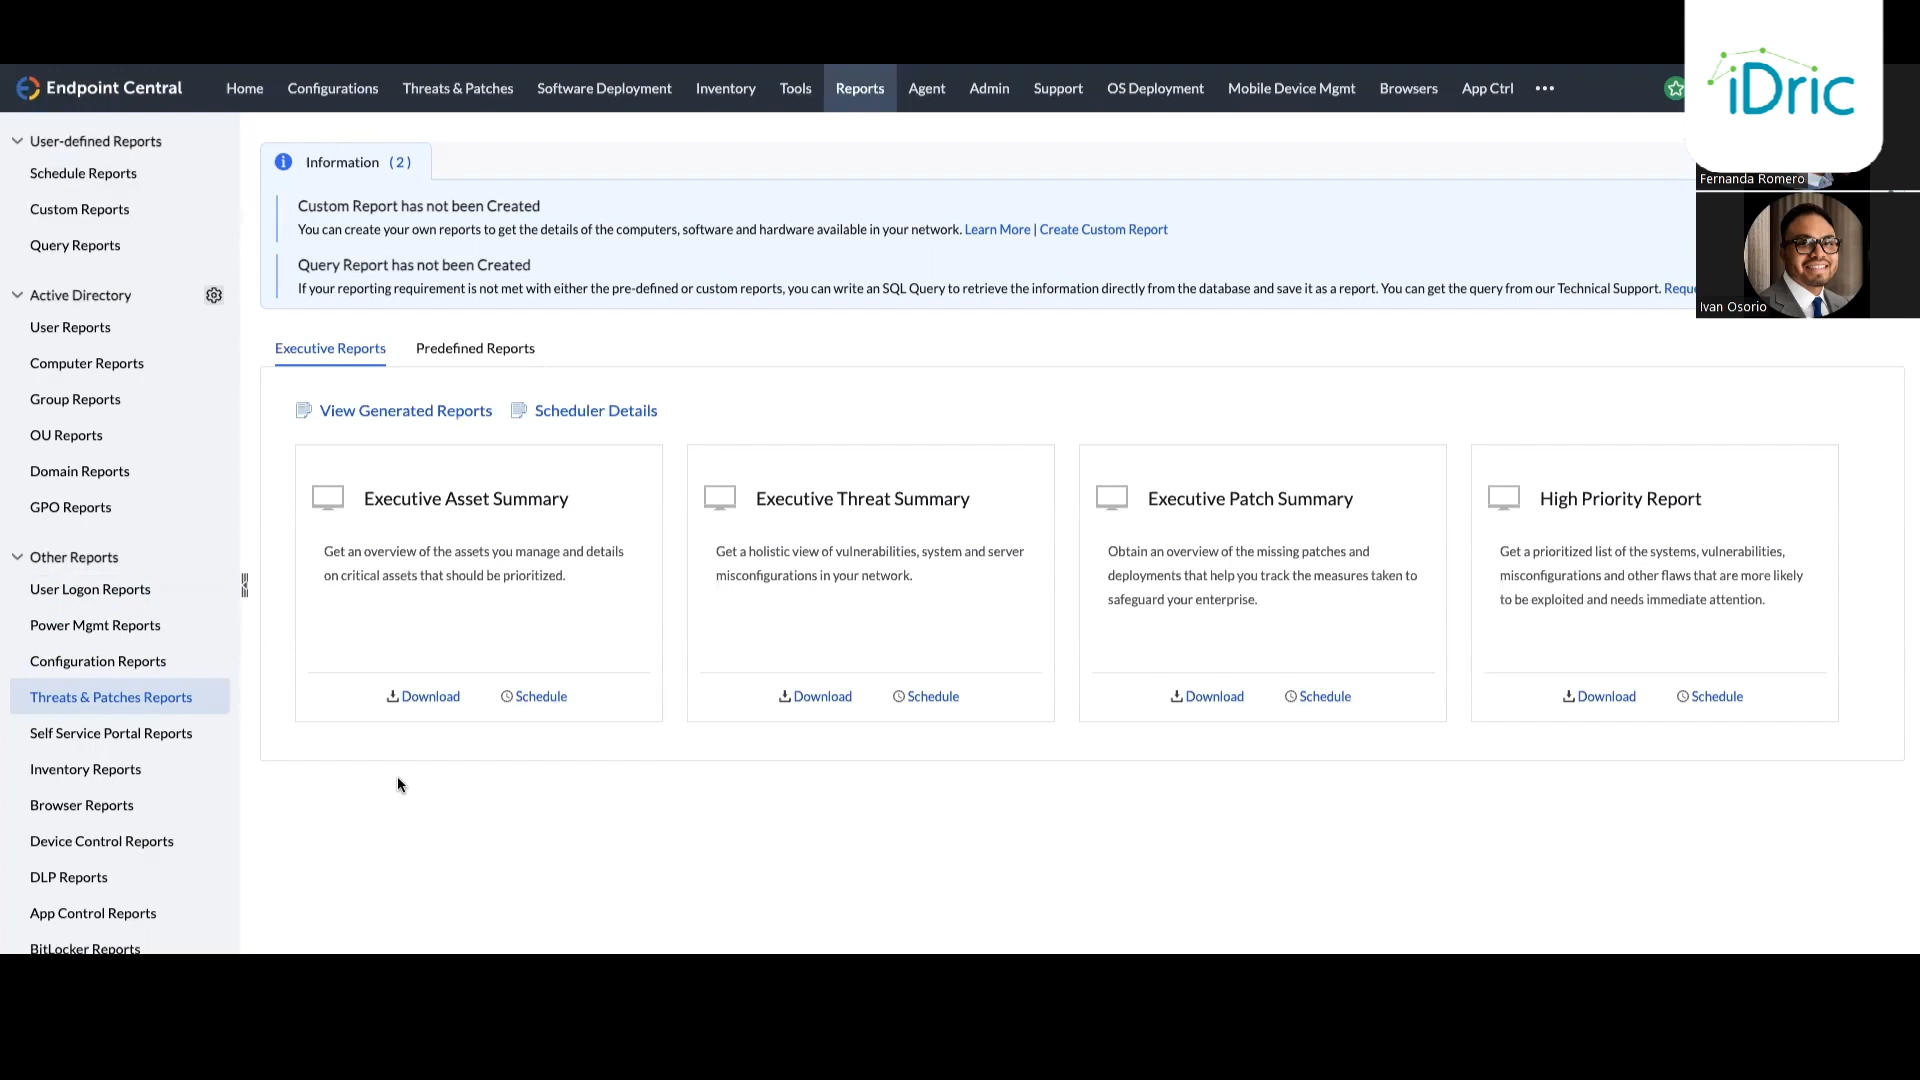 Endpoint Central
Home Configurations Threats & Patches Software Deployment Inventory Tools Reports Agent Admin Support OS Deployment Mobile Device Mgmt Browsers App Ctrl •••
iDric
Fernanda Romero
Ivan Osorio
User-defined Reports
Schedule Reports
Custom Reports
Query Reports
Active Directory
User Reports
Computer Reports
Group Reports
OU Reports
Domain Reports
GPO Reports
Other Reports
User Logon Reports
Power Mgmt Reports
Configuration Reports
Threats & Patches Reports
Self Service Portal Reports
Inventory Reports
Browser Reports
Device Control Reports
DLP Reports
App Control Reports
BitLocker Reports
Information (2)
Custom Report has not been Created
You can create your own reports to get the details of the computers, software and hardware available in your network. Learn More | Create Custom Report
Query Report has not been Created
If your reporting requirement is not met with either the pre-defined or custom reports, you can write an SQL Query to retrieve the information directly from the database and save it as a report. You can get the query from our Technical Support. Requ
Executive Reports Predefined Reports
View Generated Reports Scheduler Details
Executive Asset Summary
Get an overview of the assets you manage and details
on critical assets that should be prioritized.
Download Schedule
Executive Threat Summary
Get a holistic view of vulnerabilities, system and server
misconfigurations in your network.
Download Schedule
Executive Patch Summary
Obtain an overview of the missing patches and
deployments that help you track the measures taken to
safeguard your enterprise.
Download Schedule
High Priority Report
Get a prioritized list of the systems, vulnerabilities,
misconfigurations and other flaws that are more likely
to be exploited and needs immediate attention.
Download Schedule